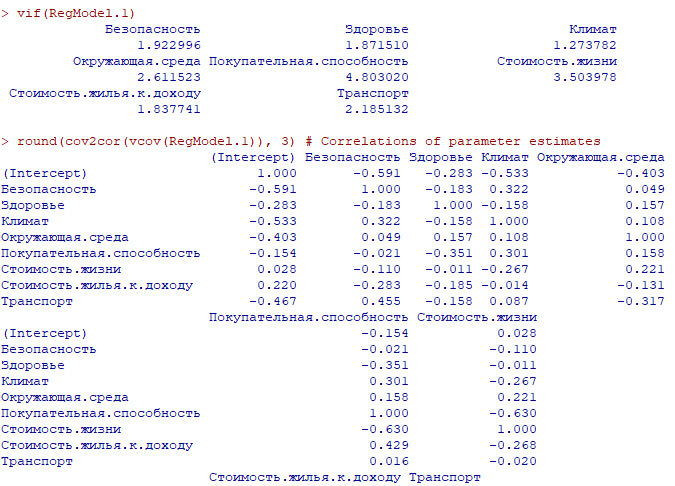 > vif(RegModel.1)
Безопасность Здоровье Климат
1.922996 1.871510 1.273782
Окружающая.среда Покупательная.способность Стоимость.жизни
2.611523 4.803020 3.503978
Стоимость.жилья.к.доходу Транспорт
1.837741 2.185132
> round(cov2cor(vcov(RegModel.1)), 3) # Correlations of parameter estimates
(Intercept) Безопасность Здоровье Климат Окружающая.среда
(Intercept) 1.000 -0.591 -0.283 -0.533 -0.403
Безопасность -0.591 1.000 -0.183 0.322 0.049
Здоровье -0.283 -0.183 1.000 -0.158 0.157
Климат -0.533 0.322 -0.158 1.000 0.108
Окружающая.среда -0.403 0.049 0.157 0.108 1.000
Покупательная.способность -0.154 -0.021 -0.351 0.301 0.158
Стоимость.жизни 0.028 -0.110 -0.011 -0.267 0.221
Стоимость.жилья.к.доходу 0.220 -0.283 -0.185 -0.014 -0.131
Транспорт -0.467 0.455 -0.158 0.087 -0.317
Покупательная.способность Стоимость.жизни
(Intercept) -0.154 0.028
Безопасность -0.021 -0.110
Здоровье -0.351 -0.011
Климат 0.301 -0.267
Окружающая.среда 0.158 0.221
Покупательная.способность 1.000 -0.630
Стоимость.жизни -0.630 1.000
Стоимость.жилья.к.доходу 0.429 -0.268
Транспорт 0.016 -0.020
Стоимость.жилья.к.доходу Транспорт